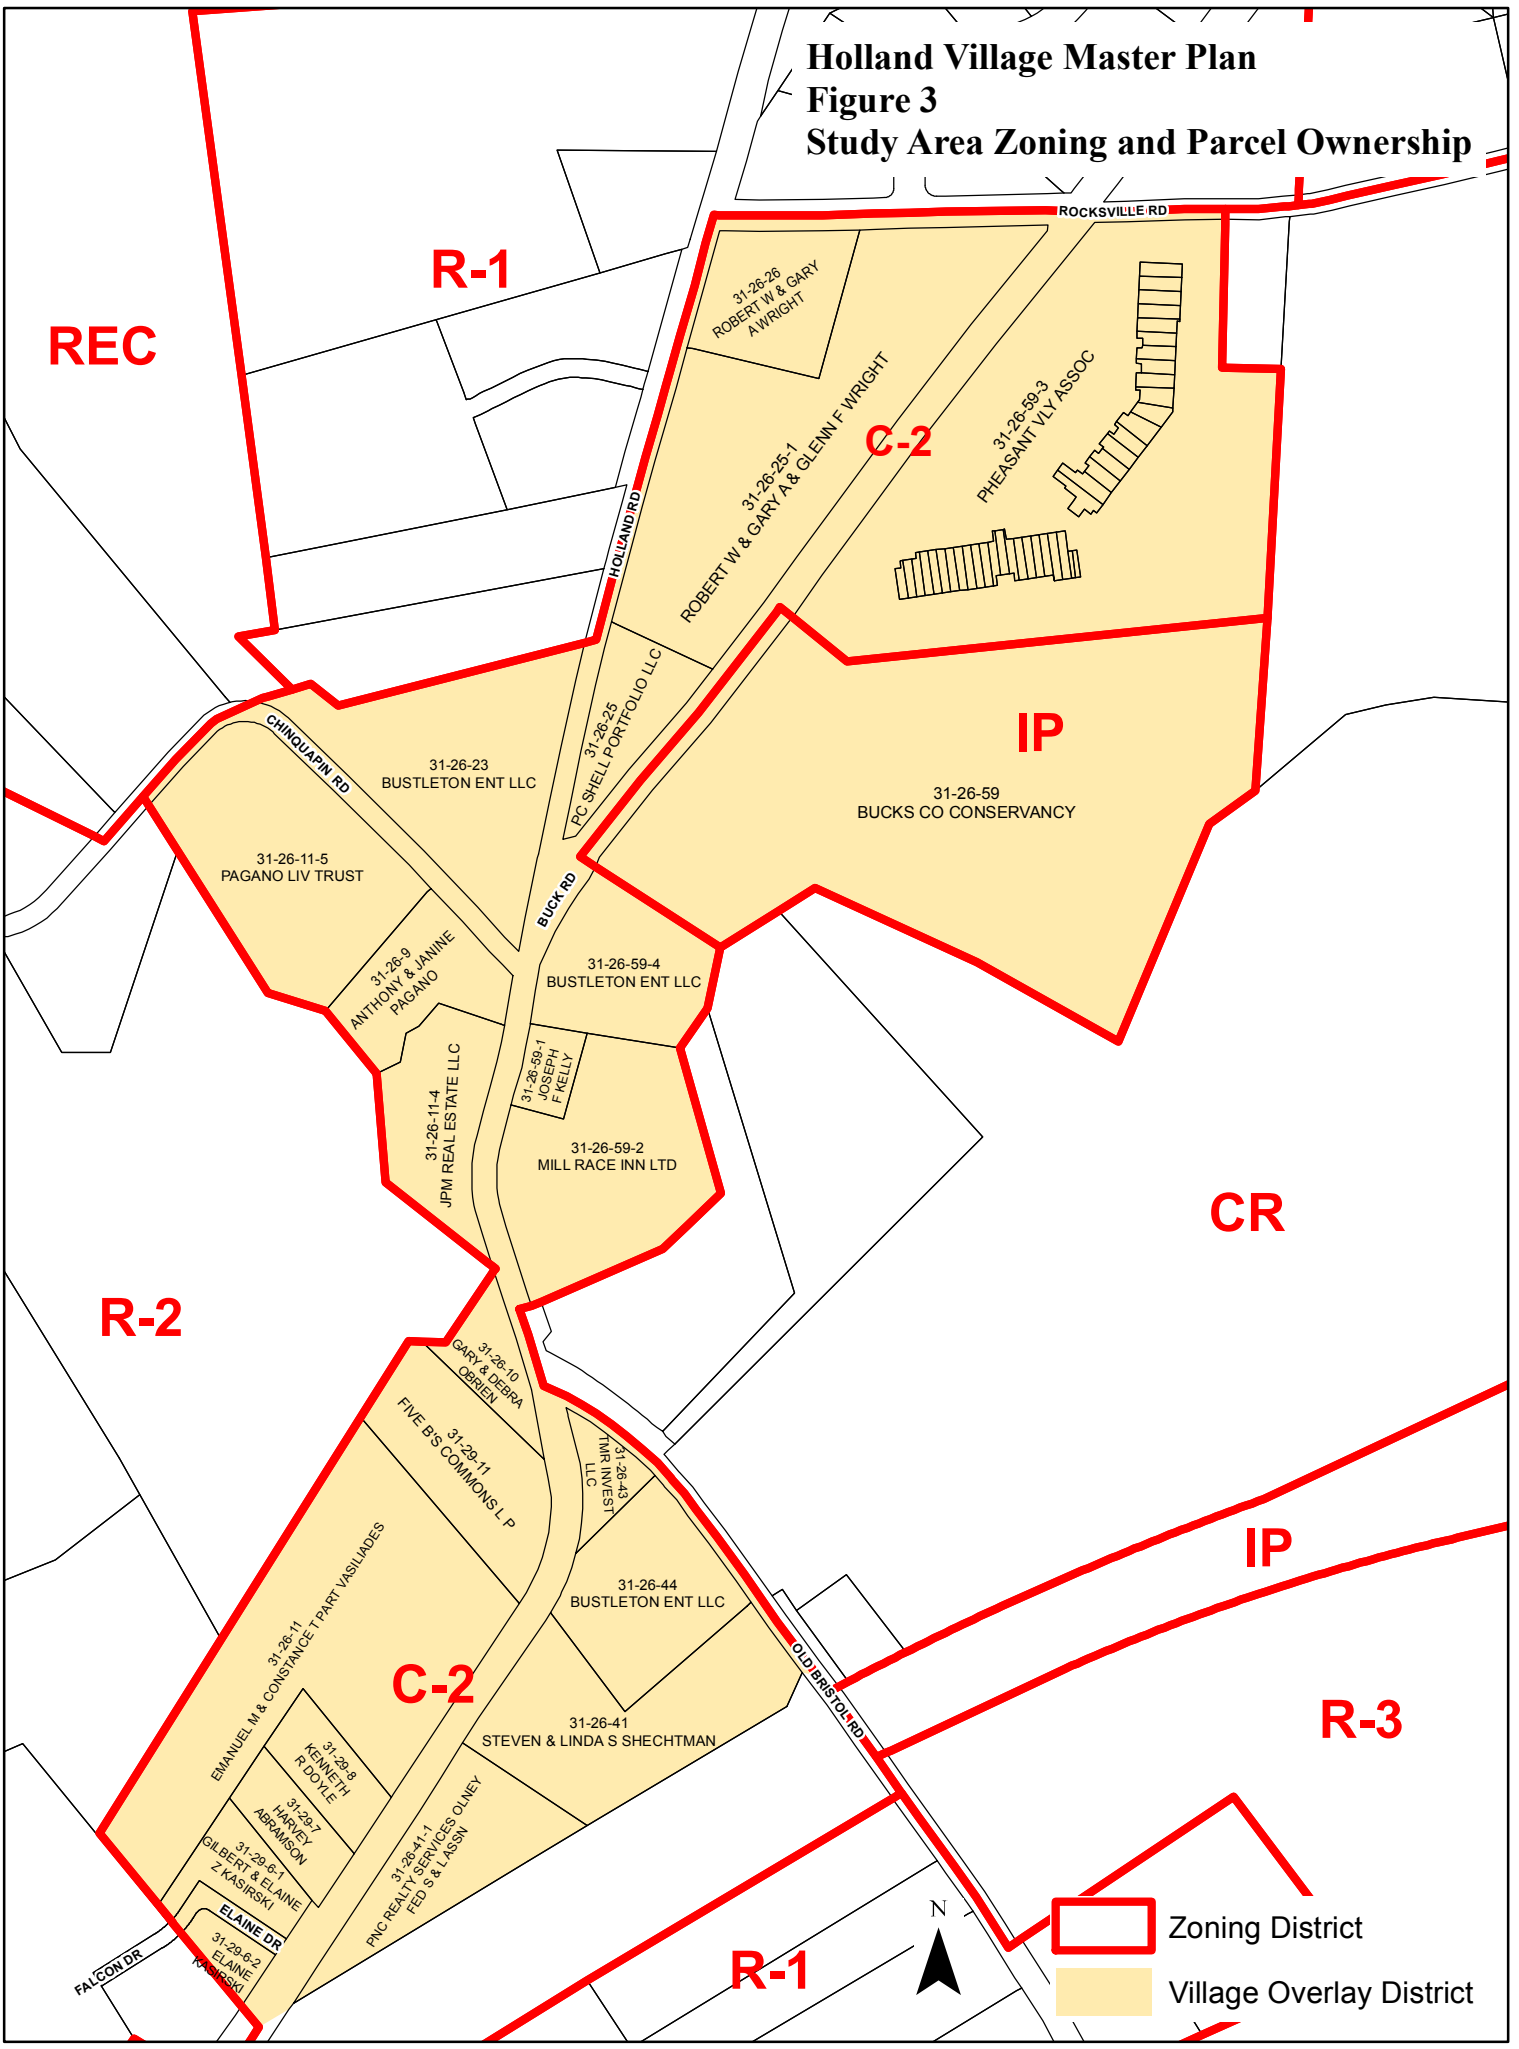 Holland Village Master Plan
Figure 3
Study Area Zoning and Parcel Ownership
ROCKSVILLE RD
R-1
REC
31-26-26
ROBERT W & GARY
A WRIGHT
31-26-25-1
ROBERT W & GARY A & GLENN F WRIGHT
C-2
31-26-59-3
PHEASANT VLY ASSOC
HOLLAND RD
31-26-25
PC SHELL PORTFOLIO LLC
IP
31-26-59
BUCKS CO CONSERVANCY
CHINQUAPIN RD
31-26-23
BUSTLETON ENT LLC
31-26-11-5
PAGANO LIV TRUST
BUCK RD
31-26-9
ANTHONY & JANINE
PAGANO
31-26-59-4
BUSTLETON ENT LLC
31-26-59-1
JOSEPH
F KELLY
31-26-11-4
JPM REAL ESTATE LLC
31-26-59-2
MILL RACE INN LTD
CR
R-2
31-26-10
GARY & DEBRA
OBRIEN
31-29-11
FIVE B'S COMMONS L P
31-26-43
TMR INVEST
LLC
IP
31-26-44
BUSTLETON ENT LLC
31-26-11
EMANUEL M & CONSTANCE T PART VASILIADES
C-2
OLD BRISTOL RD
R-3
31-26-41
STEVEN & LINDA S SHECHTMAN
31-29-8
KENNETH
R DOYLE
31-29-7
HARVEY
ABRAMSON
31-26-41-1
PNC REALTY SERVICES OLNEY
FED S & LASSN
31-29-6-1
GILBERT & ELAINE
Z KASIRSKI
ELAINE DR
31-29-6-2
ELAINE
KASIRSKI
FALCON DR
R-1
N
Zoning District
Village Overlay District